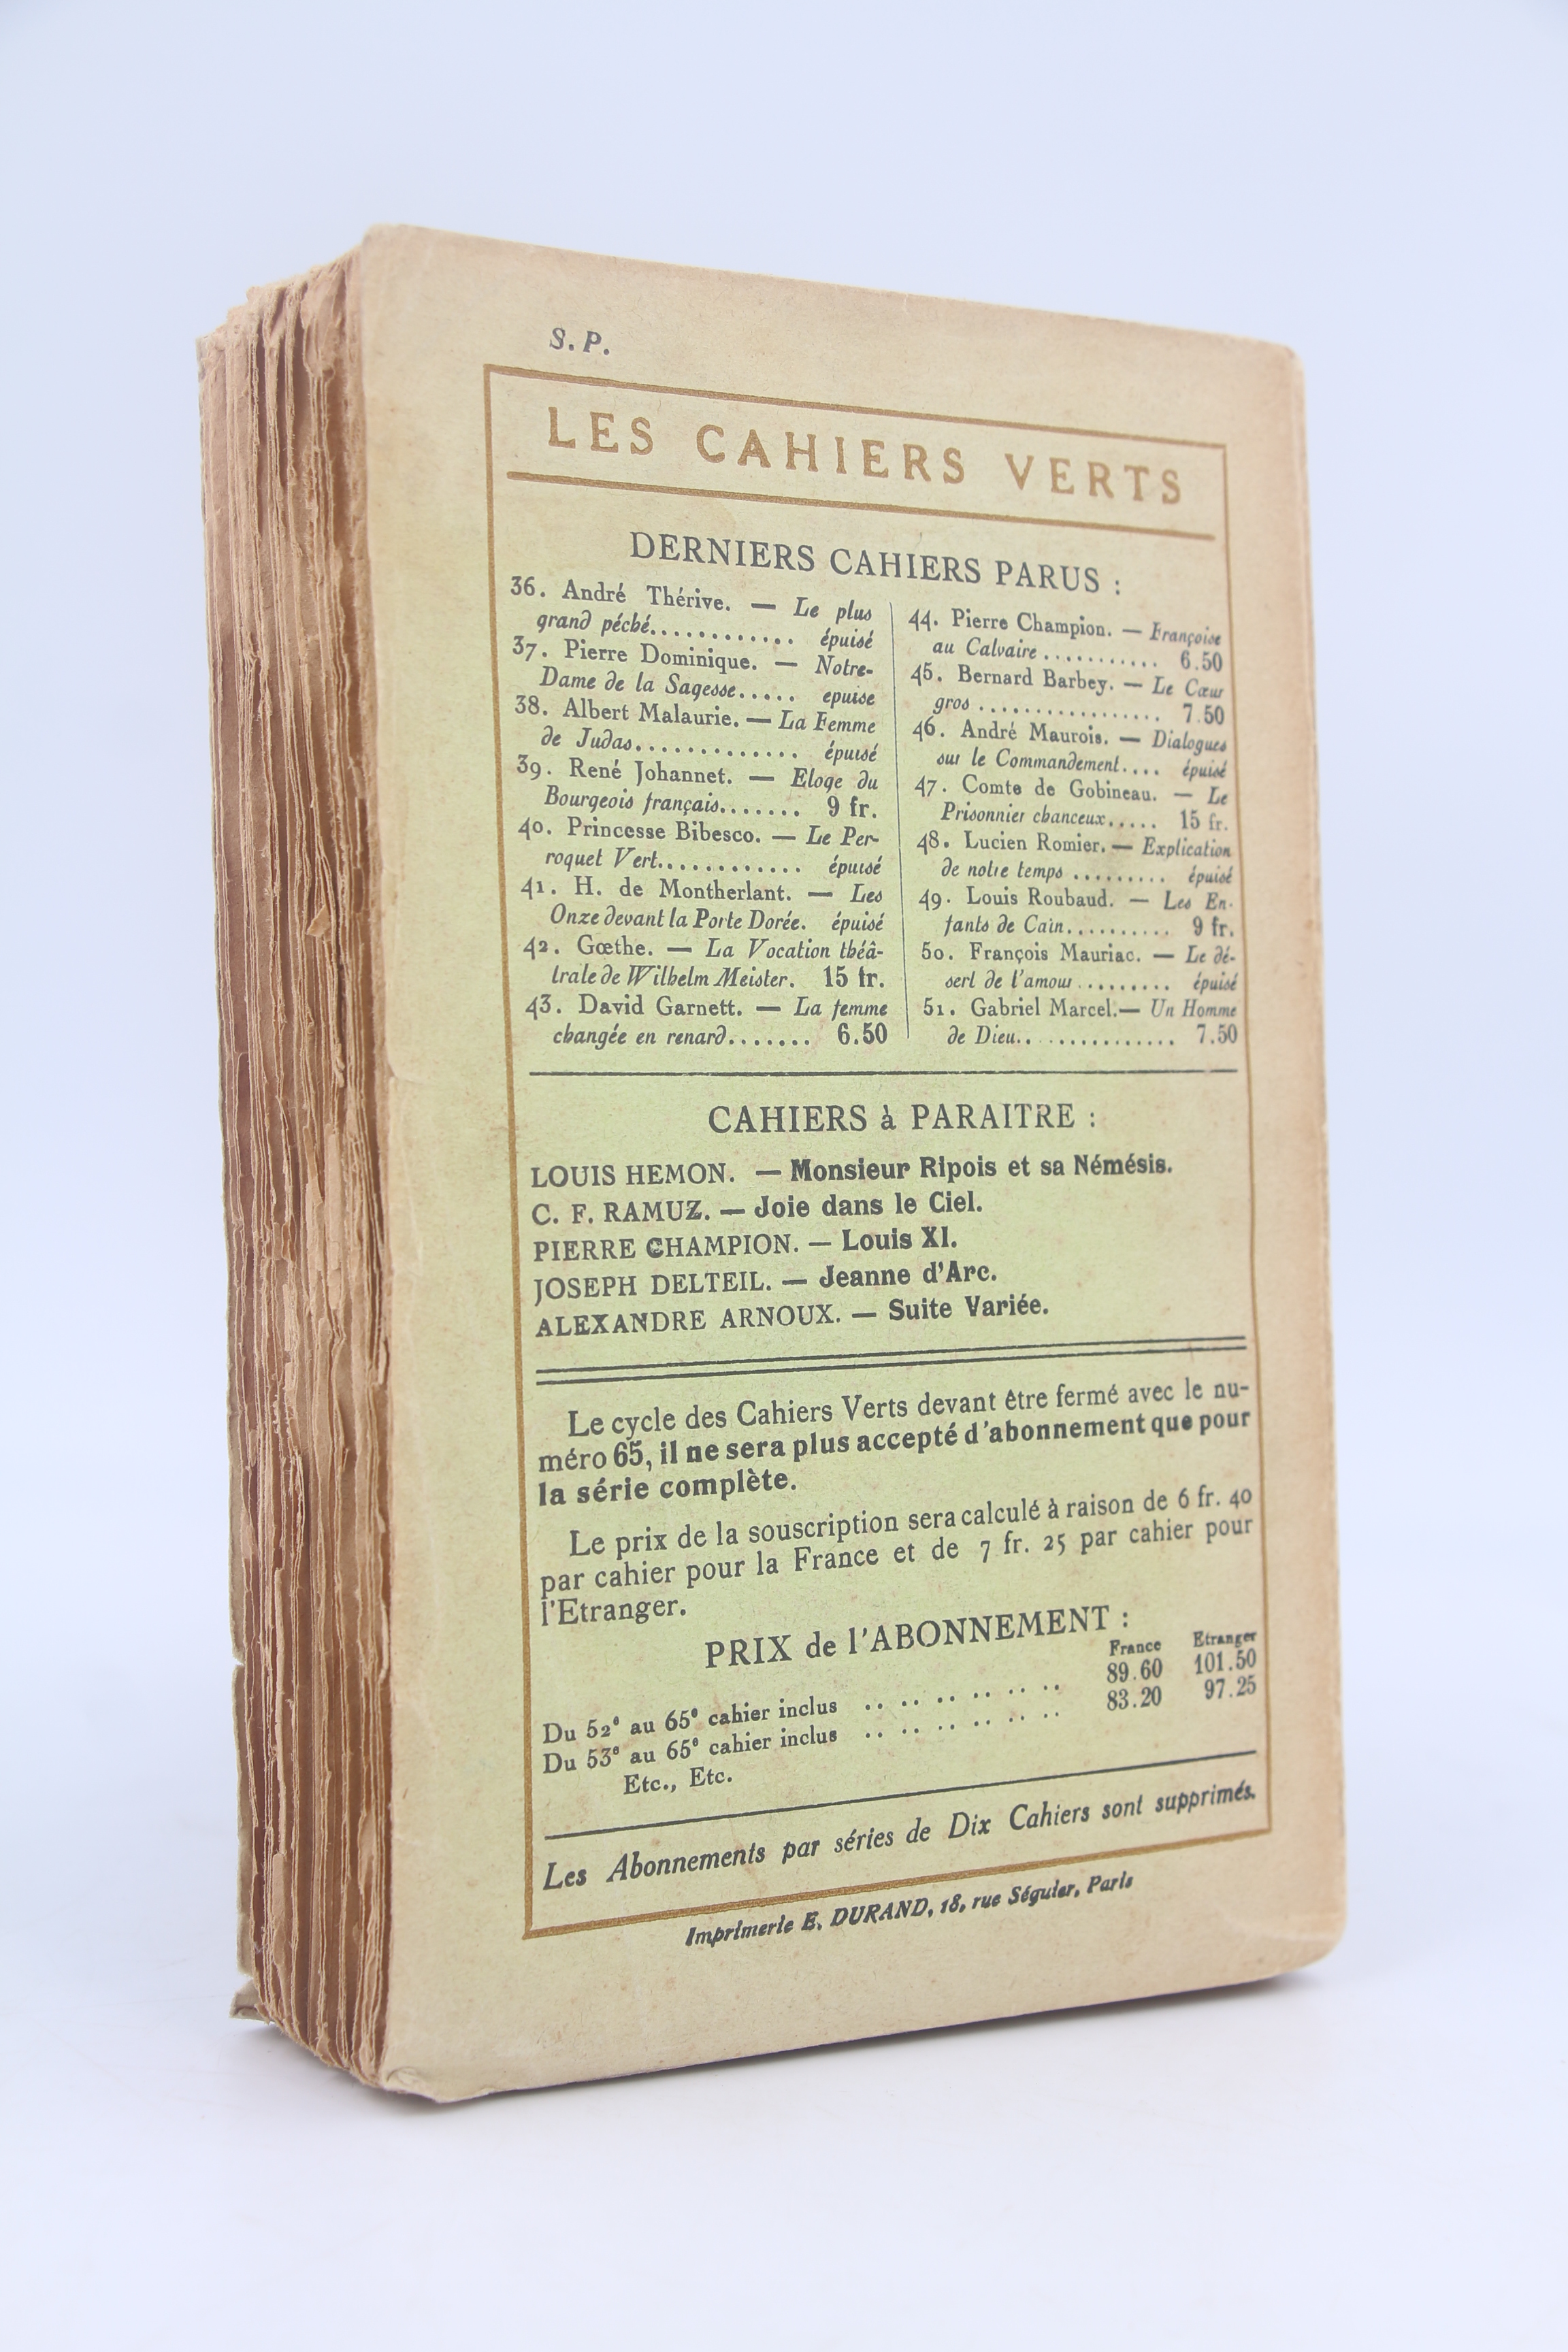 S. P.
LES CAHIERS VERTS
DERNIERS CAHIERS PARUS :
36. André Thérive. — Le plus
grand péché............ épuisé
37. Pierre Dominique. — Notre-
Dame de la Sagesse..... epuise
38. Albert Malaurie. — La Femme
de Judas............. épuisé
39. René Johannet. — Eloge du
Bourgeois français....... 9 fr.
40. Princesse Bibesco. — Le Per-
roquet Vert............ épuisé
41. H. de Montherlant. — Les
Onze devant la Porte Dorée. épuisé
42. Gœthe. — La Vocation théâ-
trale de Wilhelm Meister. 15 fr.
43. David Garnett. — La femme
changée en renard....... 6.50
44. Pierre Champion. — Françoise
au Calvaire ........... 6.50
45. Bernard Barbey. — Le Cœur
gros ................. 7.50
46. André Maurois. — Dialogues
sur le Commandement.... épuisé
47. Comte de Gobineau. — Le
Prisonnier chanceux..... 15 fr.
48. Lucien Romier. — Explication
de notre temps ......... épuisé
49. Louis Roubaud. — Les En-
fants de Caïn.......... 9 fr.
50. François Mauriac. — Le dé-
sert de l'amour ......... épuisé
51. Gabriel Marcel.— Un Homme
de Dieu............... 7.50
CAHIERS à PARAITRE :
LOUIS HEMON. — Monsieur Ripois et sa Némésis.
C. F. RAMUZ. — Joie dans le Ciel.
PIERRE CHAMPION. — Louis XI.
JOSEPH DELTEIL. — Jeanne d'Arc.
ALEXANDRE ARNOUX. — Suite Variée.
Le cycle des Cahiers Verts devant être fermé avec le nu-
méro 65, il ne sera plus accepté d'abonnement que pour
la série complète.
Le prix de la souscription sera calculé à raison de 6 fr. 40
par cahier pour la France et de 7 fr. 25 par cahier pour
l'Etranger.
PRIX de l'ABONNEMENT :
France Etranger
Du 52e au 65e cahier inclus .. .. .. .. .. .. 89.60 101.50
Du 53e au 65e cahier inclus .. .. .. .. .. .. 83.20 97.25
Etc., Etc.
Les Abonnements par séries de Dix Cahiers sont supprimés.
Imprimerie E. DURAND, 18, rue Séguier, Paris